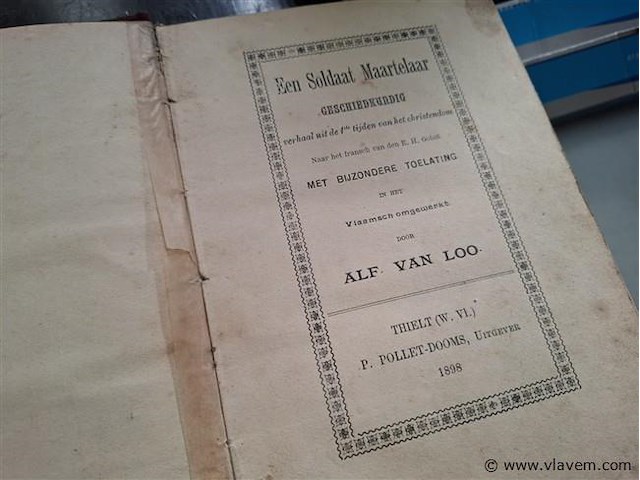 Een Soldaat Maartelaar
GESCHIEDKUNDIG
verhaal uit de 1ste tijden van het christendom
Naar het fransch van den E. H.
MET BIJZONDERE TOELATING
IN HET
Vlaamsch omgewerkt
DOOR
ALF. VAN LOO.
THIELT (W. Vl.)
P. POLLET-DOOMS, UITGEVER
1898
© www.vlavem.com